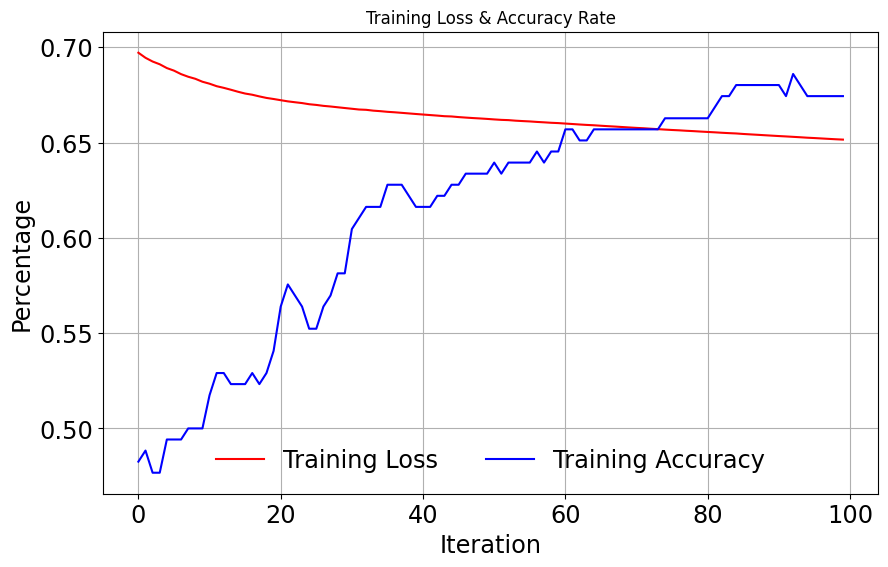 Training Loss & Accuracy Rate
0.70
0.65
0.60
0.55
0.50
Percentage
Training Loss Training Accuracy
0 20 40 60 80 100
Iteration